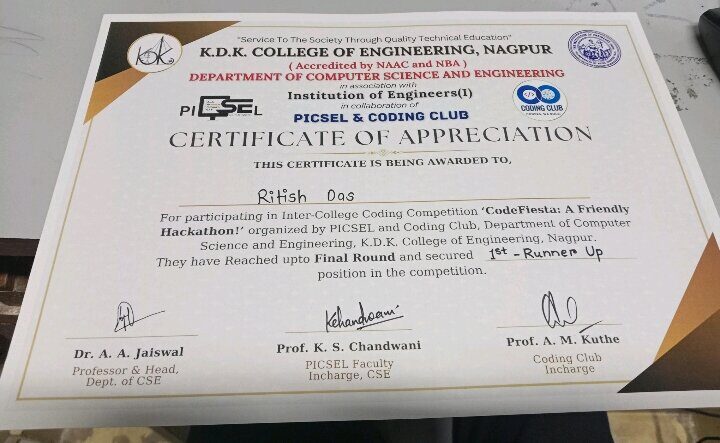 "Service To The Society Through Quality Technical Education"
K.D.K. COLLEGE OF ENGINEERING, NAGPUR
( Accredited by NAAC and NBA )
DEPARTMENT OF COMPUTER SCIENCE AND ENGINEERING
in association with
Institution of Engineers(I)
in collaboration of
PICSEL & CODING CLUB
PICSEL
CODING CLUB
CERTIFICATE OF APPRECIATION
THIS CERTIFICATE IS BEING AWARDED TO,
Ritish Das
For participating in Inter-College Coding Competition 'CodeFiesta: A Friendly
Hackathon!' organized by PICSEL and Coding Club, Department of Computer
Science and Engineering, K.D.K. College of Engineering, Nagpur.
They have Reached upto Final Round and secured 1st - Runner Up
position in the competition.
Dr. A. A. Jaiswal
Professor & Head,
Dept. of CSE
Kchandwani
Prof. K. S. Chandwani
PICSEL Faculty
Incharge, CSE
Prof. A. M. Kuthe
Coding Club
Incharge